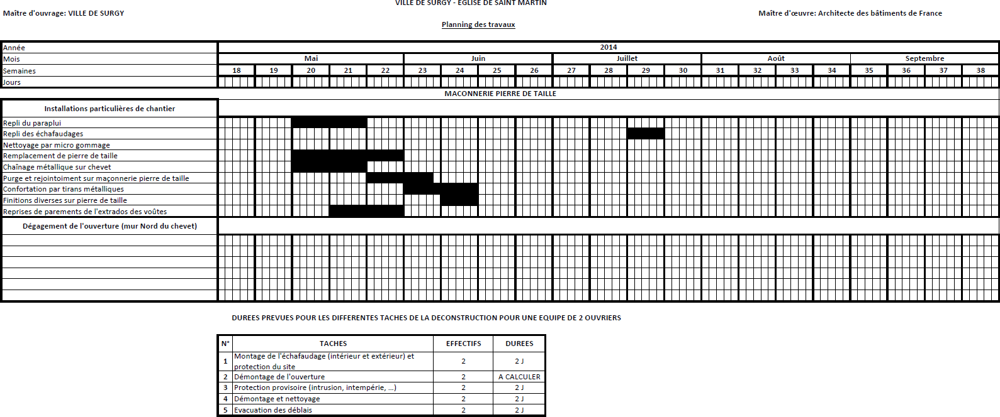 VILLE DE SURGY - EGLISE DE SAINT MARTIN
Maître d'ouvrage: VILLE DE SURGY
Maître d'œuvre: Architecte des bâtiments de France
Planning des travaux
Année 2014
Mois Mai Juin Juillet Août Septembre
Semaines 18 19 20 21 22 23 24 25 26 27 28 29 30 31 32 33 34 35 36 37 38
Jours
MACONNERIE PIERRE DE TAILLE
Installations particulières de chantier
Repli du paraplui
Repli des échafaudages
Nettoyage par micro gommage
Remplacement de pierre de taille
Chaînage métallique sur chevet
Purge et rejointoiment sur maçonnerie pierre de taille
Confortation par tirans métalliques
Finitions diverses sur pierre de taille
Reprises de parements de l'extrados des voûtes
Dégagement de l'ouverture (mur Nord du chevet)
DUREES PREVUES POUR LES DIFFERENTES TACHES DE LA DECONSTRUCTION POUR UNE EQUIPE DE 2 OUVRIERS
N° TACHES EFFECTIFS DUREES
1 Montage de l'échafaudage (intérieur et extérieur) et
protection du site 2 2 J
2 Démontage de l'ouverture 2 A CALCULER
3 Protection provisoire (intrusion, intempérie, ...) 2 2 J
4 Démontage et nettoyage 2 2 J
5 Evacuation des déblais 2 2 J